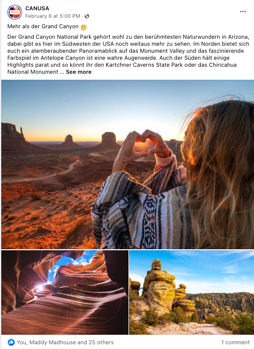 CANUSA
February 6 at 5:00 PM ·
Mehr als der Grand Canyon 😍
Der Grand Canyon National Park gehört wohl zu den berühmtesten Naturwundern in Arizona,
dabei gibt es hier im Südwesten der USA noch weitaus mehr zu sehen. Im Norden bietet sich
euch ein atemberaubender Panoramablick auf das Monument Valley und das faszinierende
Farbspiel im Antelope Canyon ist eine wahre Augenweide. Auch der Süden hält einige
Highlights parat und so könnt ihr den Kartchner Caverns State Park oder das Chiricahua
National Monument ... See more
You, Maddy Madhouse and 25 others
1 comment